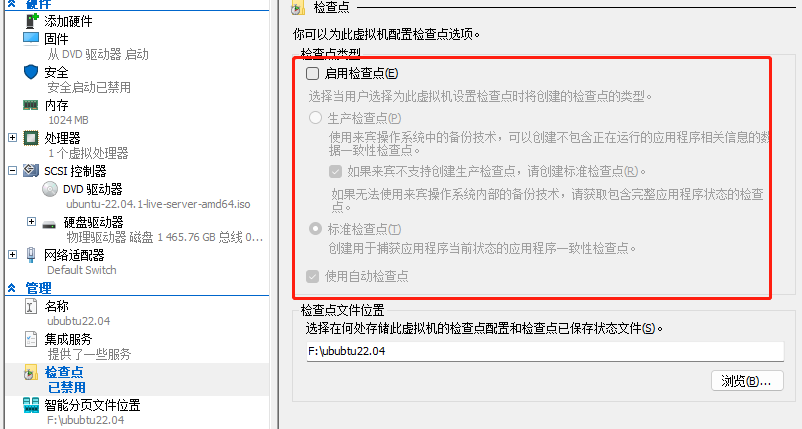 硬件
添加硬件
固件
从 DVD 驱动器 启动
安全
安全启动已禁用
内存
1024 MB
处理器
1 个虚拟处理器
SCSI 控制器
DVD 驱动器
ubuntu-22.04.1-live-server-amd64.iso
硬盘驱动器
物理驱动器 磁盘 1 465.76 GB 总线 0...
网络适配器
Default Switch
管理
名称
ububtu22.04
集成服务
提供了一些服务
检查点
已禁用
智能分页文件位置
F:\ububtu22.04
检查点
你可以为此虚拟机配置检查点选项。
检查点类型
启用检查点(E)
选择当用户选择为此虚拟机设置检查点时将创建的检查点的类型。
生产检查点(P)
使用来宾操作系统中的备份技术，可以创建不包含正在运行的应用程序相关信息的数
据一致性检查点。
如果来宾不支持创建生产检查点，请创建标准检查点(R)。
如果无法使用来宾操作系统内部的备份技术，请获取包含完整应用程序状态的检查
点。
标准检查点(T)
创建用于捕获应用程序当前状态的应用程序一致性检查点。
使用自动检查点
检查点文件位置
选择在何处存储此虚拟机的检查点配置和检查点已保存状态文件(S)。
F:\ububtu22.04
浏览(B)...